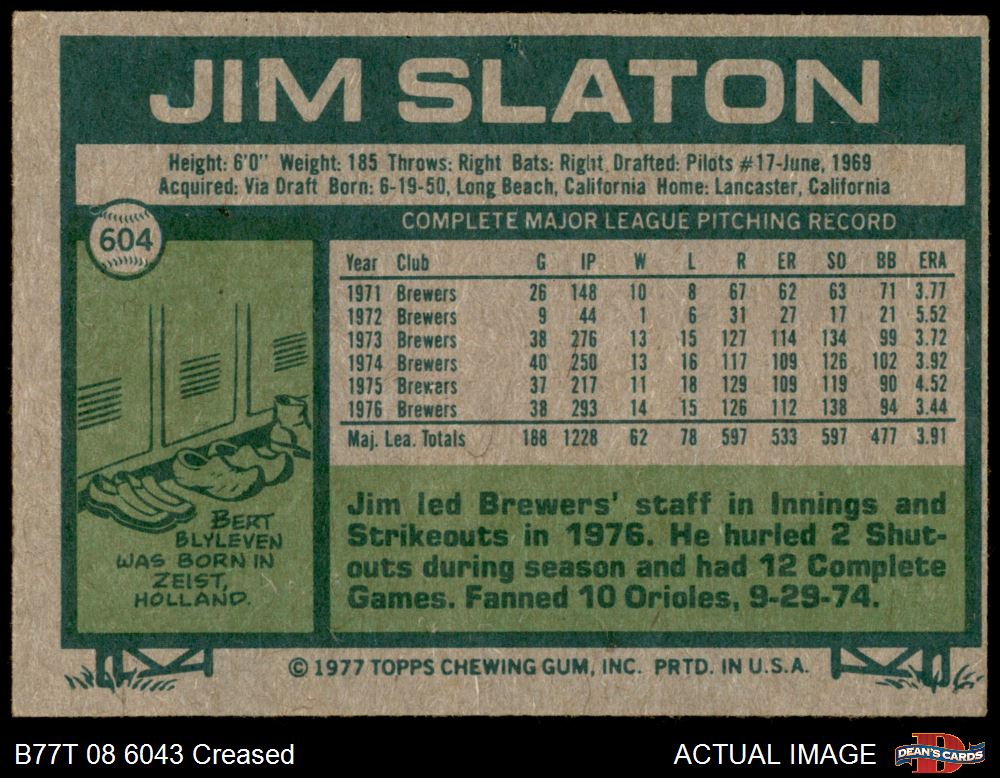 JIM SLATON
Height: 6'0" Weight: 185 Throws: Right Bats: Right Drafted: Pilots #17-June, 1969
Acquired: Via Draft Born: 6-19-50, Long Beach, California Home: Lancaster, California
604
COMPLETE MAJOR LEAGUE PITCHING RECORD
Year Club G IP W L R ER SO BB ERA
1971 Brewers 26 148 10 8 67 62 63 71 3.77
1972 Brewers 9 44 1 6 31 27 17 21 5.52
1973 Brewers 38 276 13 15 127 114 134 99 3.72
1974 Brewers 40 250 13 16 117 109 126 102 3.92
1975 Brewers 37 217 11 18 129 109 119 90 4.52
1976 Brewers 38 293 14 15 126 112 138 94 3.44
Maj. Lea. Totals 188 1228 62 78 597 533 597 477 3.91
BERT
BLYLEVEN
WAS BORN IN
ZEIST,
HOLLAND.
Jim led Brewers' staff in Innings and
Strikeouts in 1976. He hurled 2 Shut-
outs during season and had 12 Complete
Games. Fanned 10 Orioles, 9-29-74.
© 1977 TOPPS CHEWING GUM, INC. PRTD. IN U.S.A.
B77T 08 6043 Creased
ACTUAL IMAGE
DEAN'S CARDS